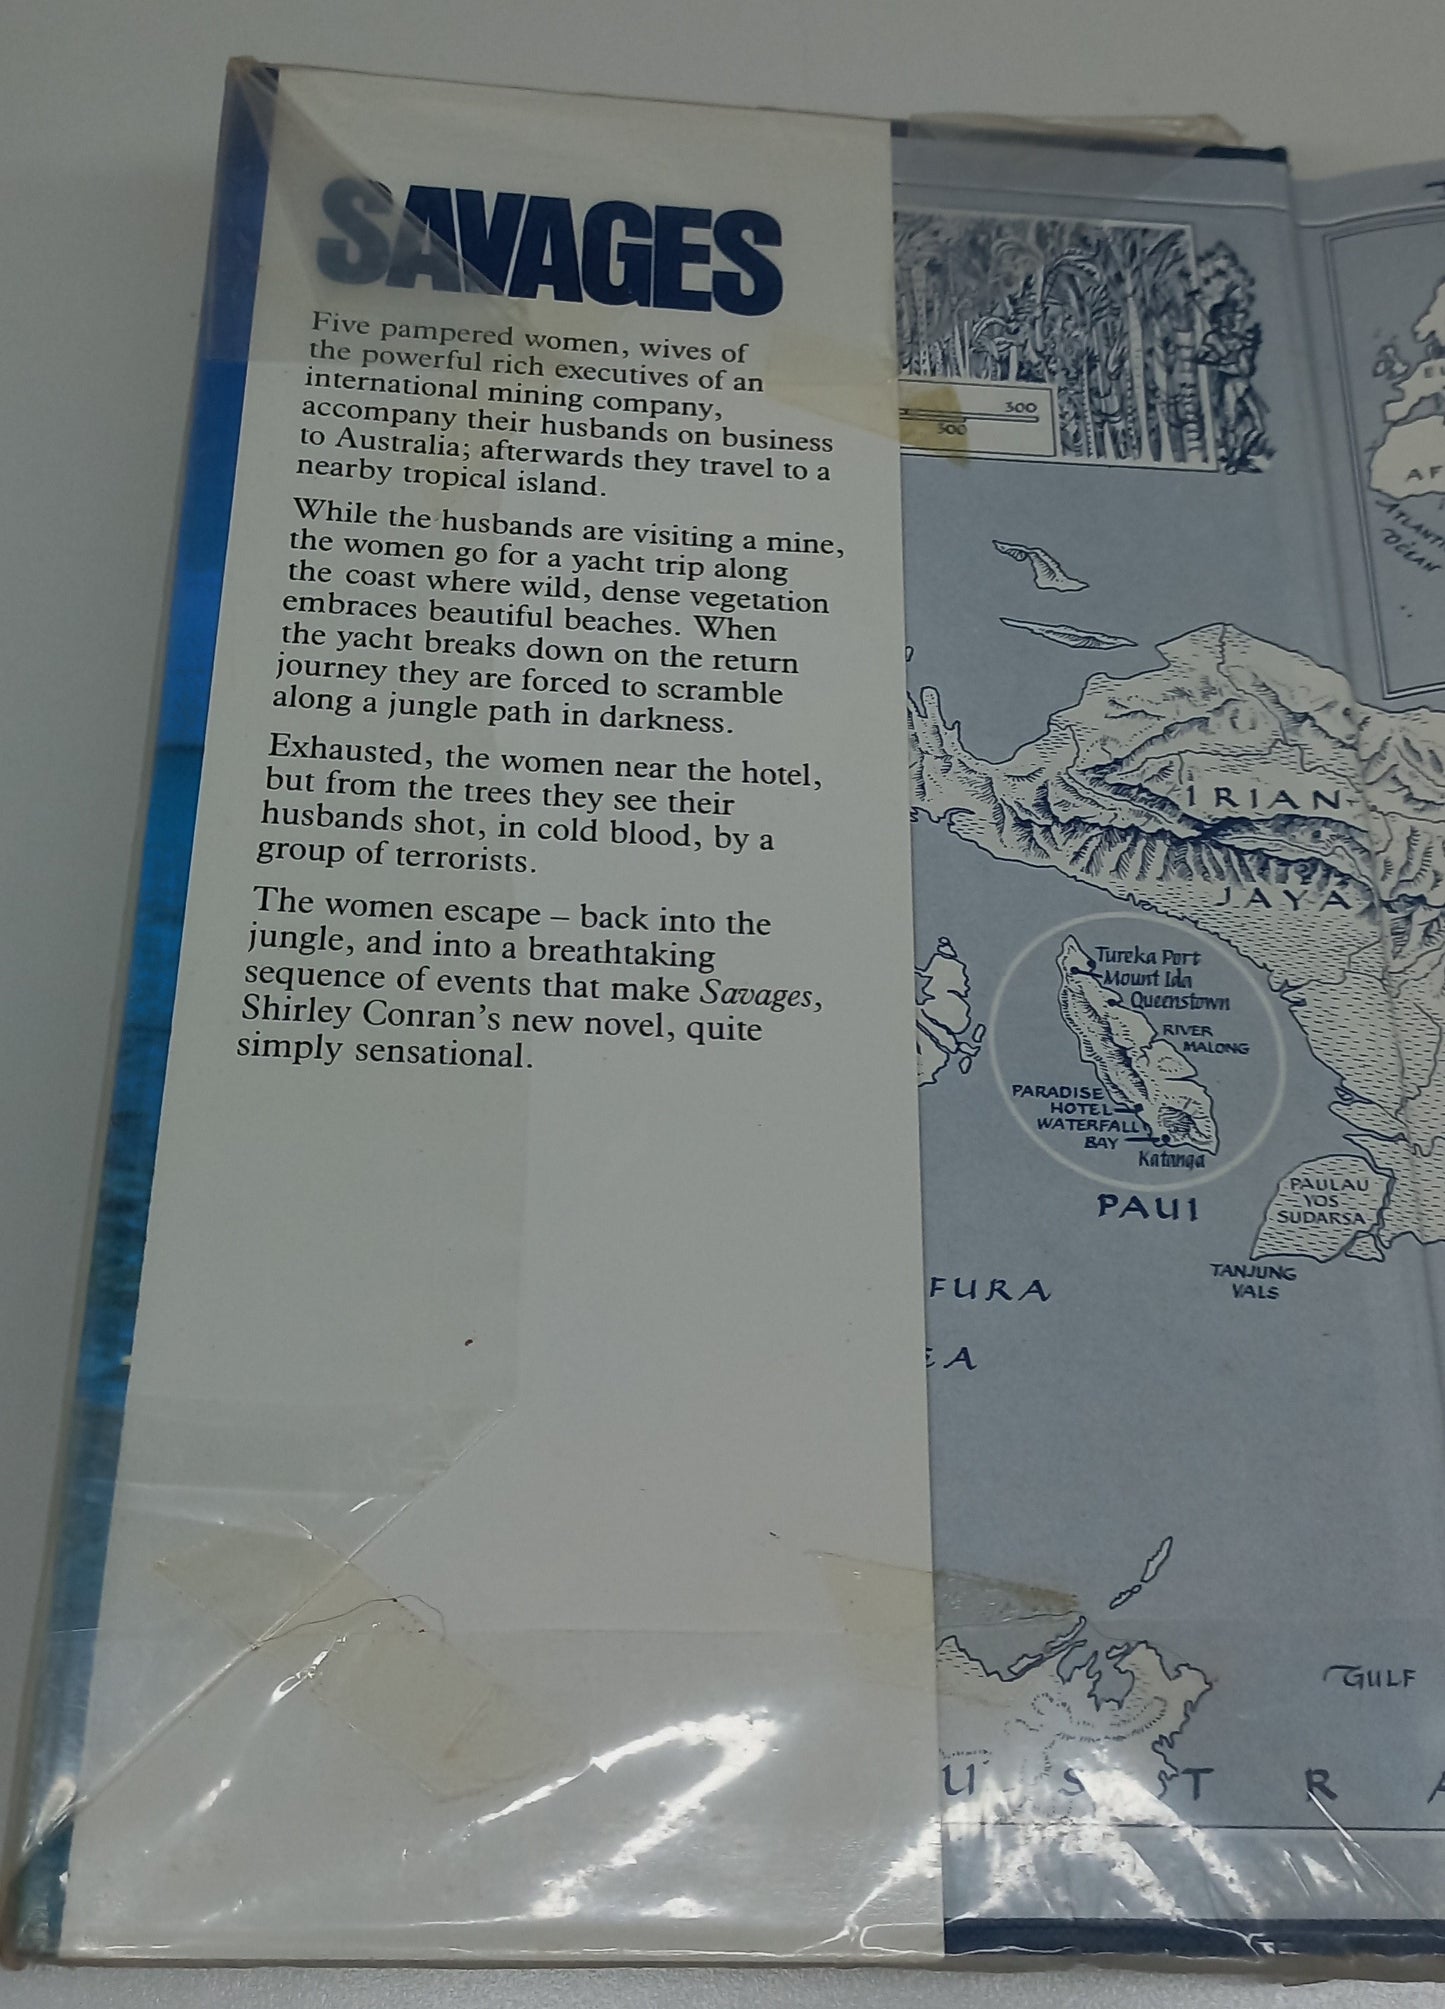 SAVAGES
Five pampered women, wives of
the powerful rich executives of an
international mining company,
accompany their husbands on business
to Australia; afterwards they travel to a
nearby tropical island.
While the husbands are visiting a mine,
the women go for a yacht trip along
the coast where wild, dense vegetation
embraces beautiful beaches. When
the yacht breaks down on the return
journey they are forced to scramble
along a jungle path in darkness.
Exhausted, the women near the hotel,
but from the trees they see their
husbands shot, in cold blood, by a
group of terrorists.
The women escape – back into the
jungle, and into a breathtaking
sequence of events that make Savages,
Shirley Conran's new novel, quite
simply sensational.
300
500
AF
ATLANTI
OCEAN
IRIAN
JAYA
Tureka Port
Mount Ida
Queenstown
RIVER
MALONG
PARADISE
HOTEL
WATERFALL
BAY
Katanga
PAUI
PAULAU
YOS
SUDARSA
TANJUNG
VALS
FURA
EA
GULF
U S T R A